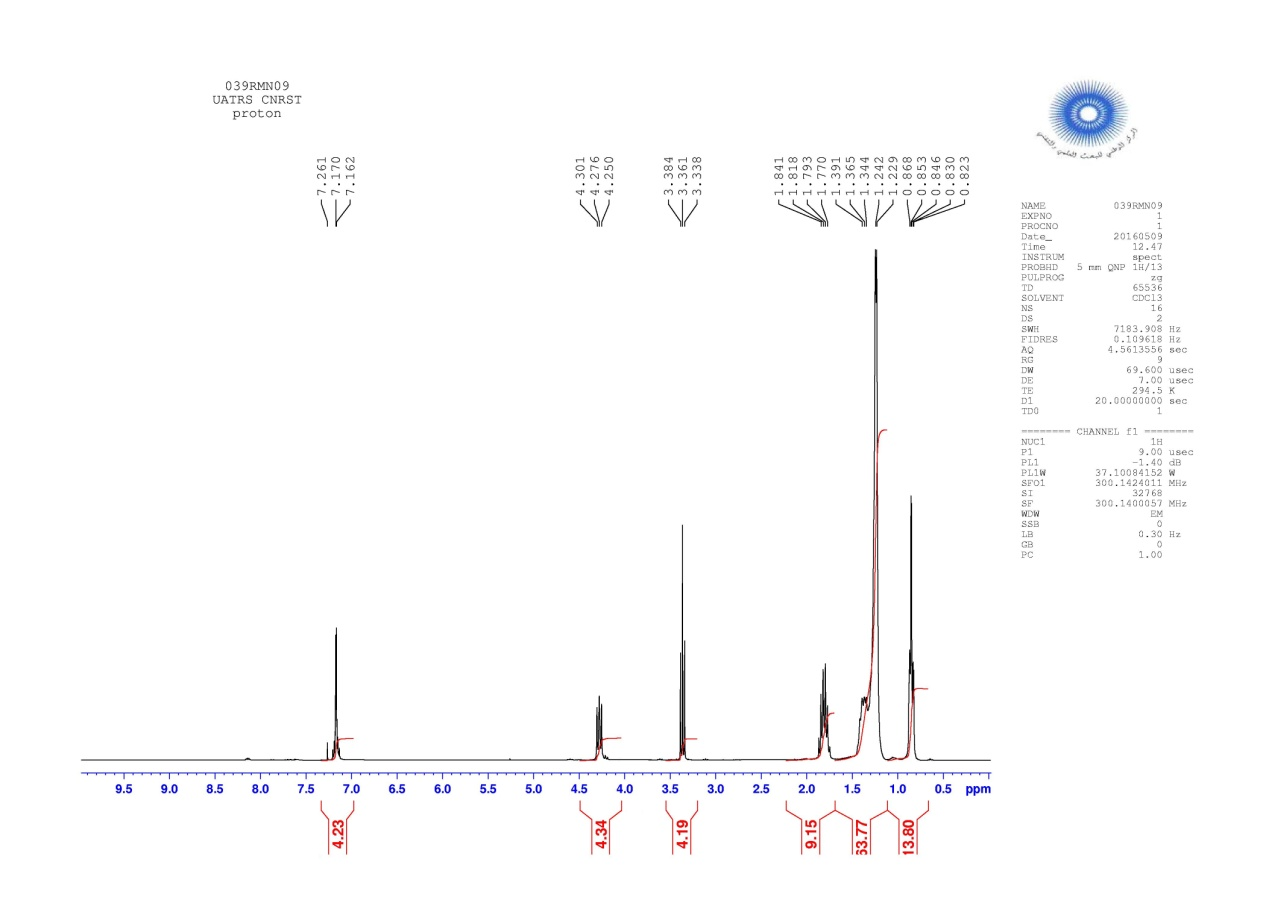 039RMN09
UATRS CNRST
proton
7.261
7.170
7.162
4.301
4.276
4.250
3.384
3.361
3.338
1.841
1.818
1.793
1.770
1.391
1.365
1.344
1.242
1.229
0.868
0.853
0.846
0.830
0.823
NAME 039RMN09
EXPNO 1
PROCNO 1
Date_ 20160509
Time 12.47
INSTRUM spect
PROBHD 5 mm QNP 1H/13
PULPROG zg
TD 65536
SOLVENT CDCl3
NS 16
DS 2
SWH 7183.908 Hz
FIDRES 0.109618 Hz
AQ 4.5613556 sec
RG 9
DW 69.600 usec
DE 7.00 usec
TE 294.5 K
D1 20.00000000 sec
TD0 1
======== CHANNEL f1 ========
NUC1 1H
P1 9.00 usec
PL1 -1.40 dB
PL1W 37.10084152 W
SFO1 300.1424011 MHz
SI 32768
SF 300.1400057 MHz
WDW EM
SSB 0
LB 0.30 Hz
GB 0
PC 1.00
9.5 9.0 8.5 8.0 7.5 7.0 6.5 6.0 5.5 5.0 4.5 4.0 3.5 3.0 2.5 2.0 1.5 1.0 0.5 ppm
4.23
4.34
4.19
9.15
63.77
13.80